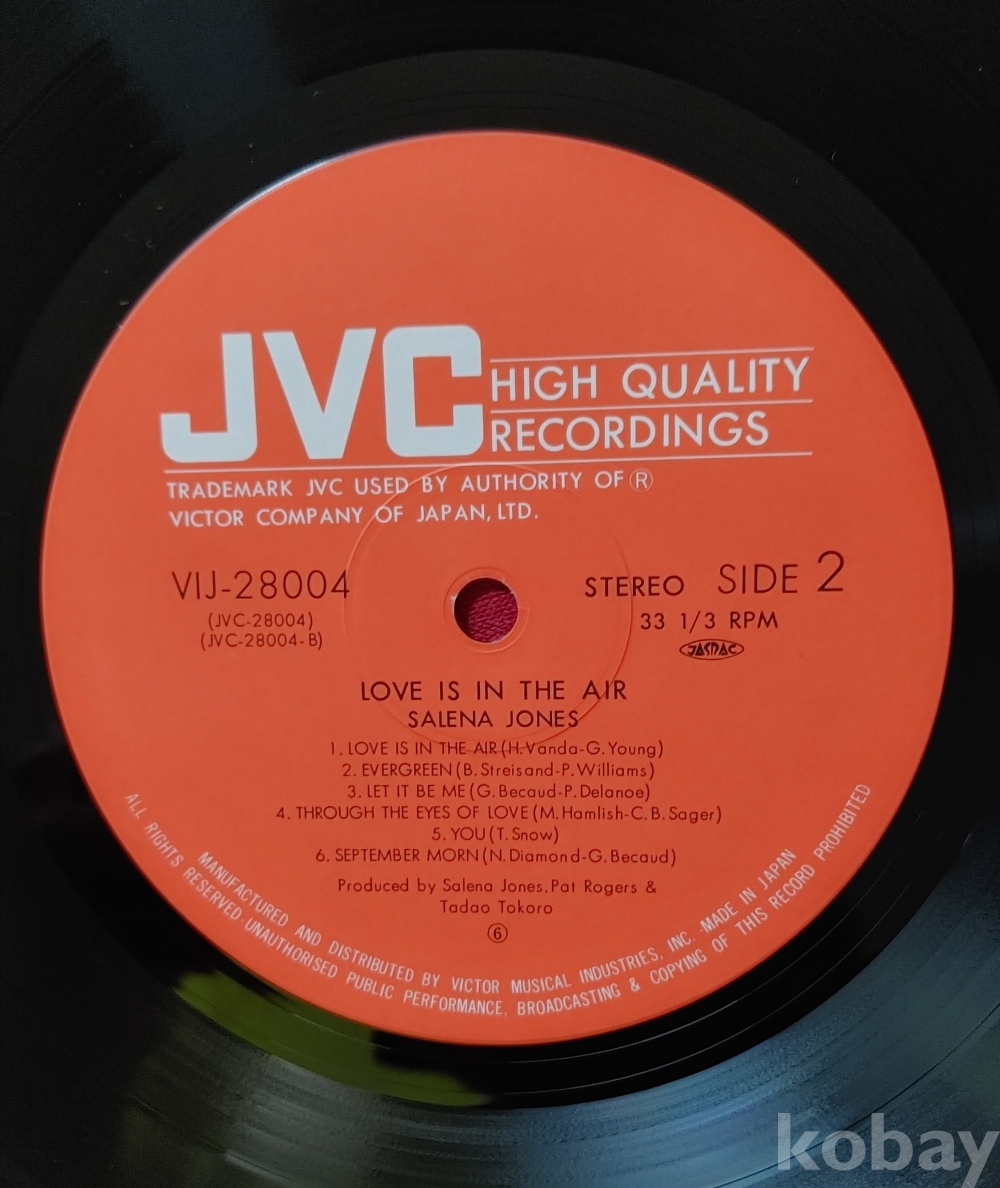 JVC HIGH QUALITY
RECORDINGS
TRADEMARK JVC USED BY AUTHORITY OF Ⓡ
VICTOR COMPANY OF JAPAN, LTD.
VIJ-28004
(JVC-28004)
(JVC-28004-B)
STEREO SIDE 2
33 1/3 RPM
JASRAC
LOVE IS IN THE AIR
SALENA JONES
1. LOVE IS IN THE AIR (H.Vanda-G.Young)
2. EVERGREEN (B.Streisand-P.Williams)
3. LET IT BE ME (G.Becaud-P.Delanoe)
4. THROUGH THE EYES OF LOVE (M.Hamlish-C.B.Sager)
5. YOU (T.Snow)
6. SEPTEMBER MORN (N.Diamond-G.Becaud)
Produced by Salena Jones, Pat Rogers &
Tadao Tokoro
⑥
MANUFACTURED AND DISTRIBUTED BY VICTOR MUSICAL INDUSTRIES, INC. · MADE IN JAPAN
ALL RIGHTS RESERVED · UNAUTHORISED PUBLIC PERFORMANCE, BROADCASTING & COPYING OF THIS RECORD PROHIBITED
kobay